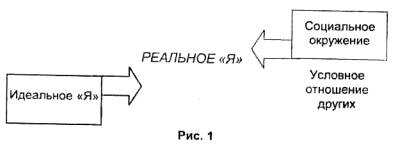 Социальное
окружение
РЕАЛЬНОЕ «Я»
Условное
отношение
других
Идеальное «Я»
Рис. 1